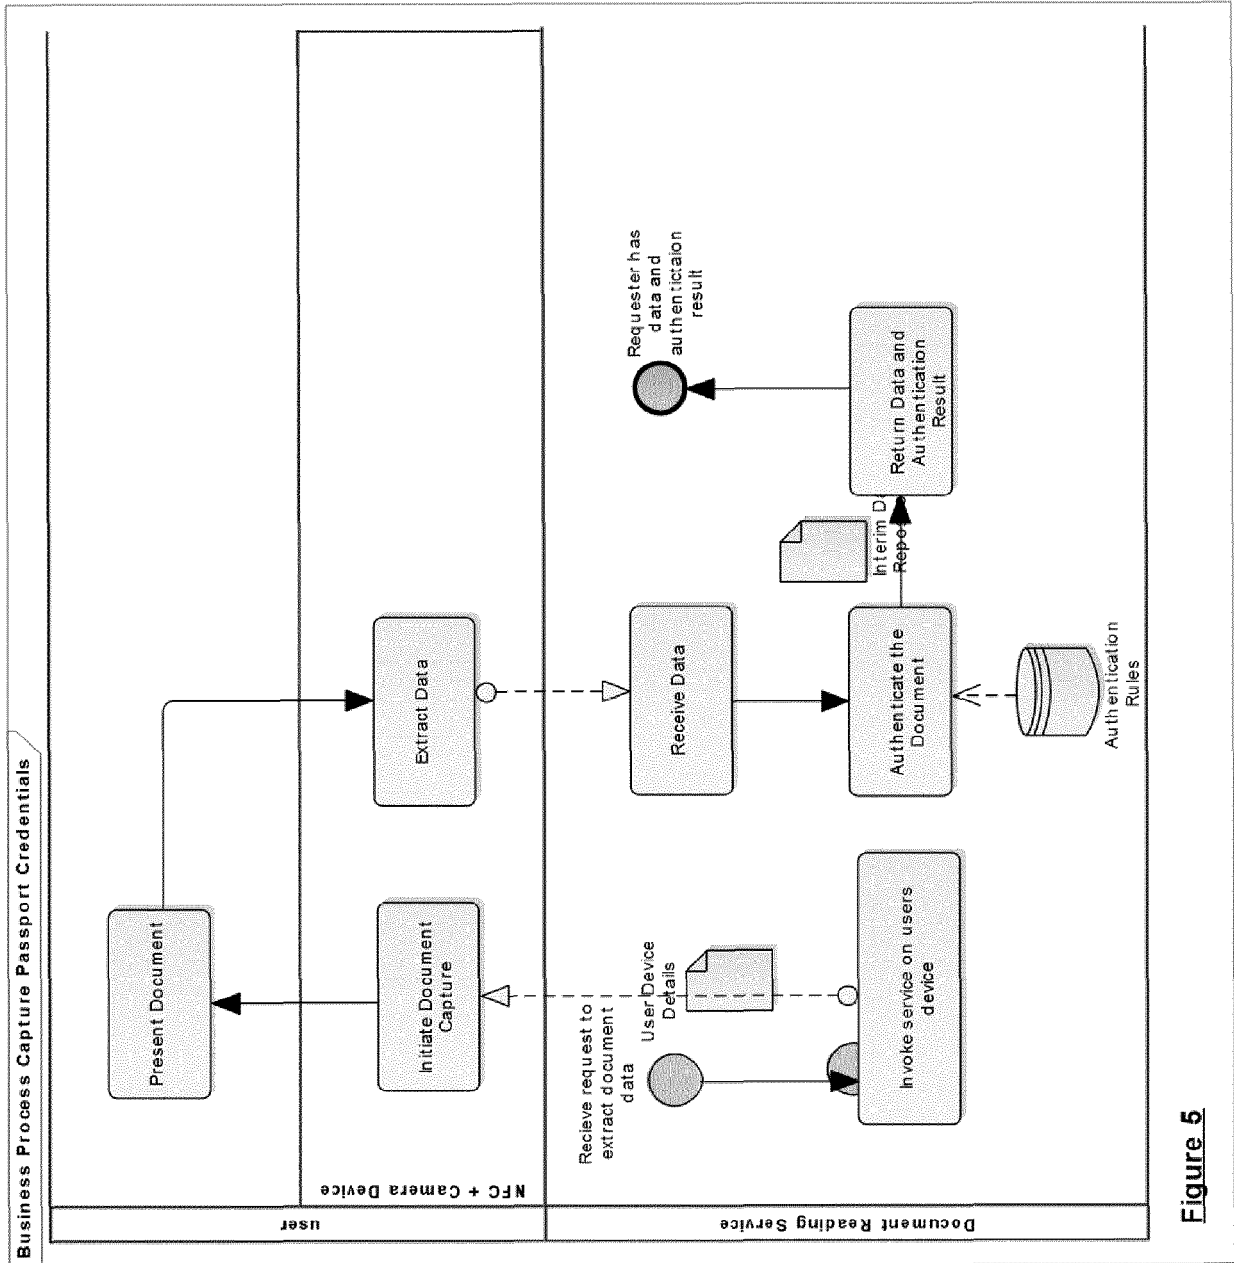 Business Process Capture Passport Credentials
user
NFC + Camera Device
Document Reading Service
Present Document
Initiate Document
Capture
Extract Data
Recieve request to
extract document
data
User Device
Details
Invoke service on users
device
Receive Data
Authenticate the
Document
Authentication
Rules
Interim
Return Data and
Authentication
Result
Requester has
data and
authentictaion
result
Figure 5